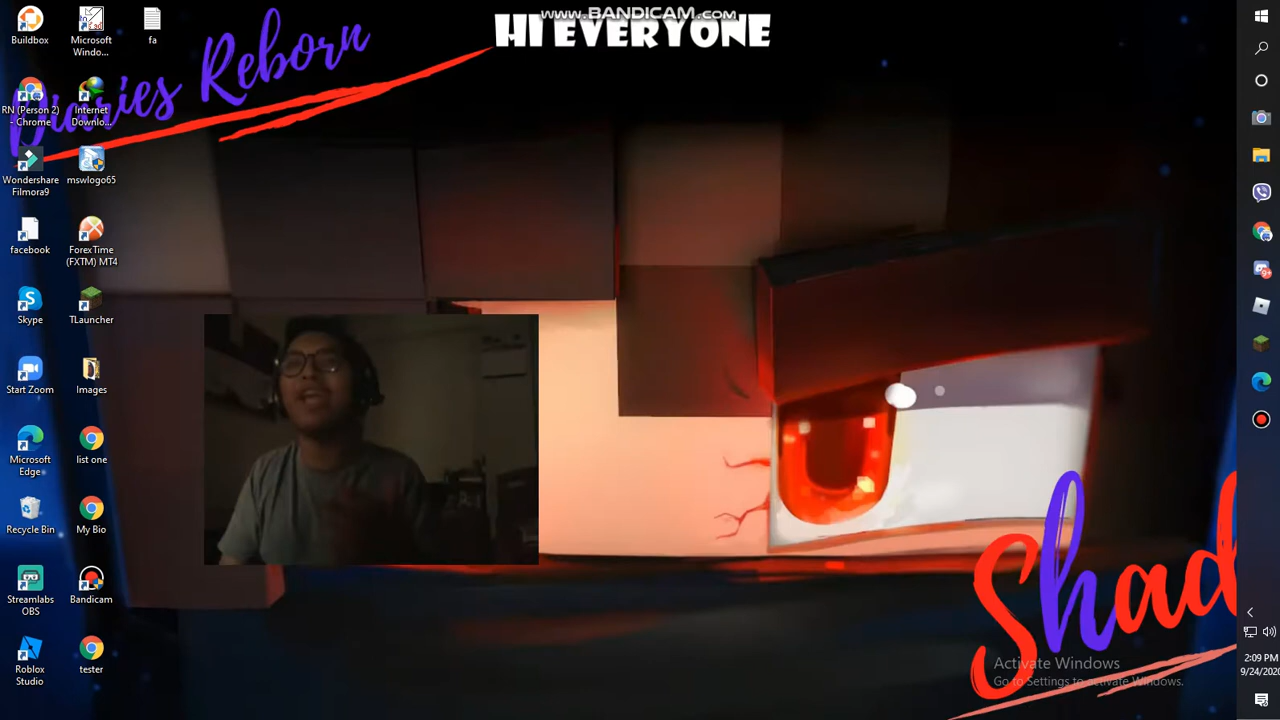 www.BANDICAM.com
HI EVERYONE
Diaries Reborn
Shad
Buildbox
Microsoft
Windo...
fa
RN (Person 2)
- Chrome
Internet
Downlo...
Wondershare
Filmora9
mswlogo65
facebook
ForexTime
(FXTM) MT4
Skype
TLauncher
Start Zoom
Images
Microsoft
Edge
list one
Recycle Bin
My Bio
Streamlabs
OBS
Bandicam
Roblox
Studio
tester
Activate Windows
Go to Settings to activate Windows.
9+
2:09 PM
9/24/2020